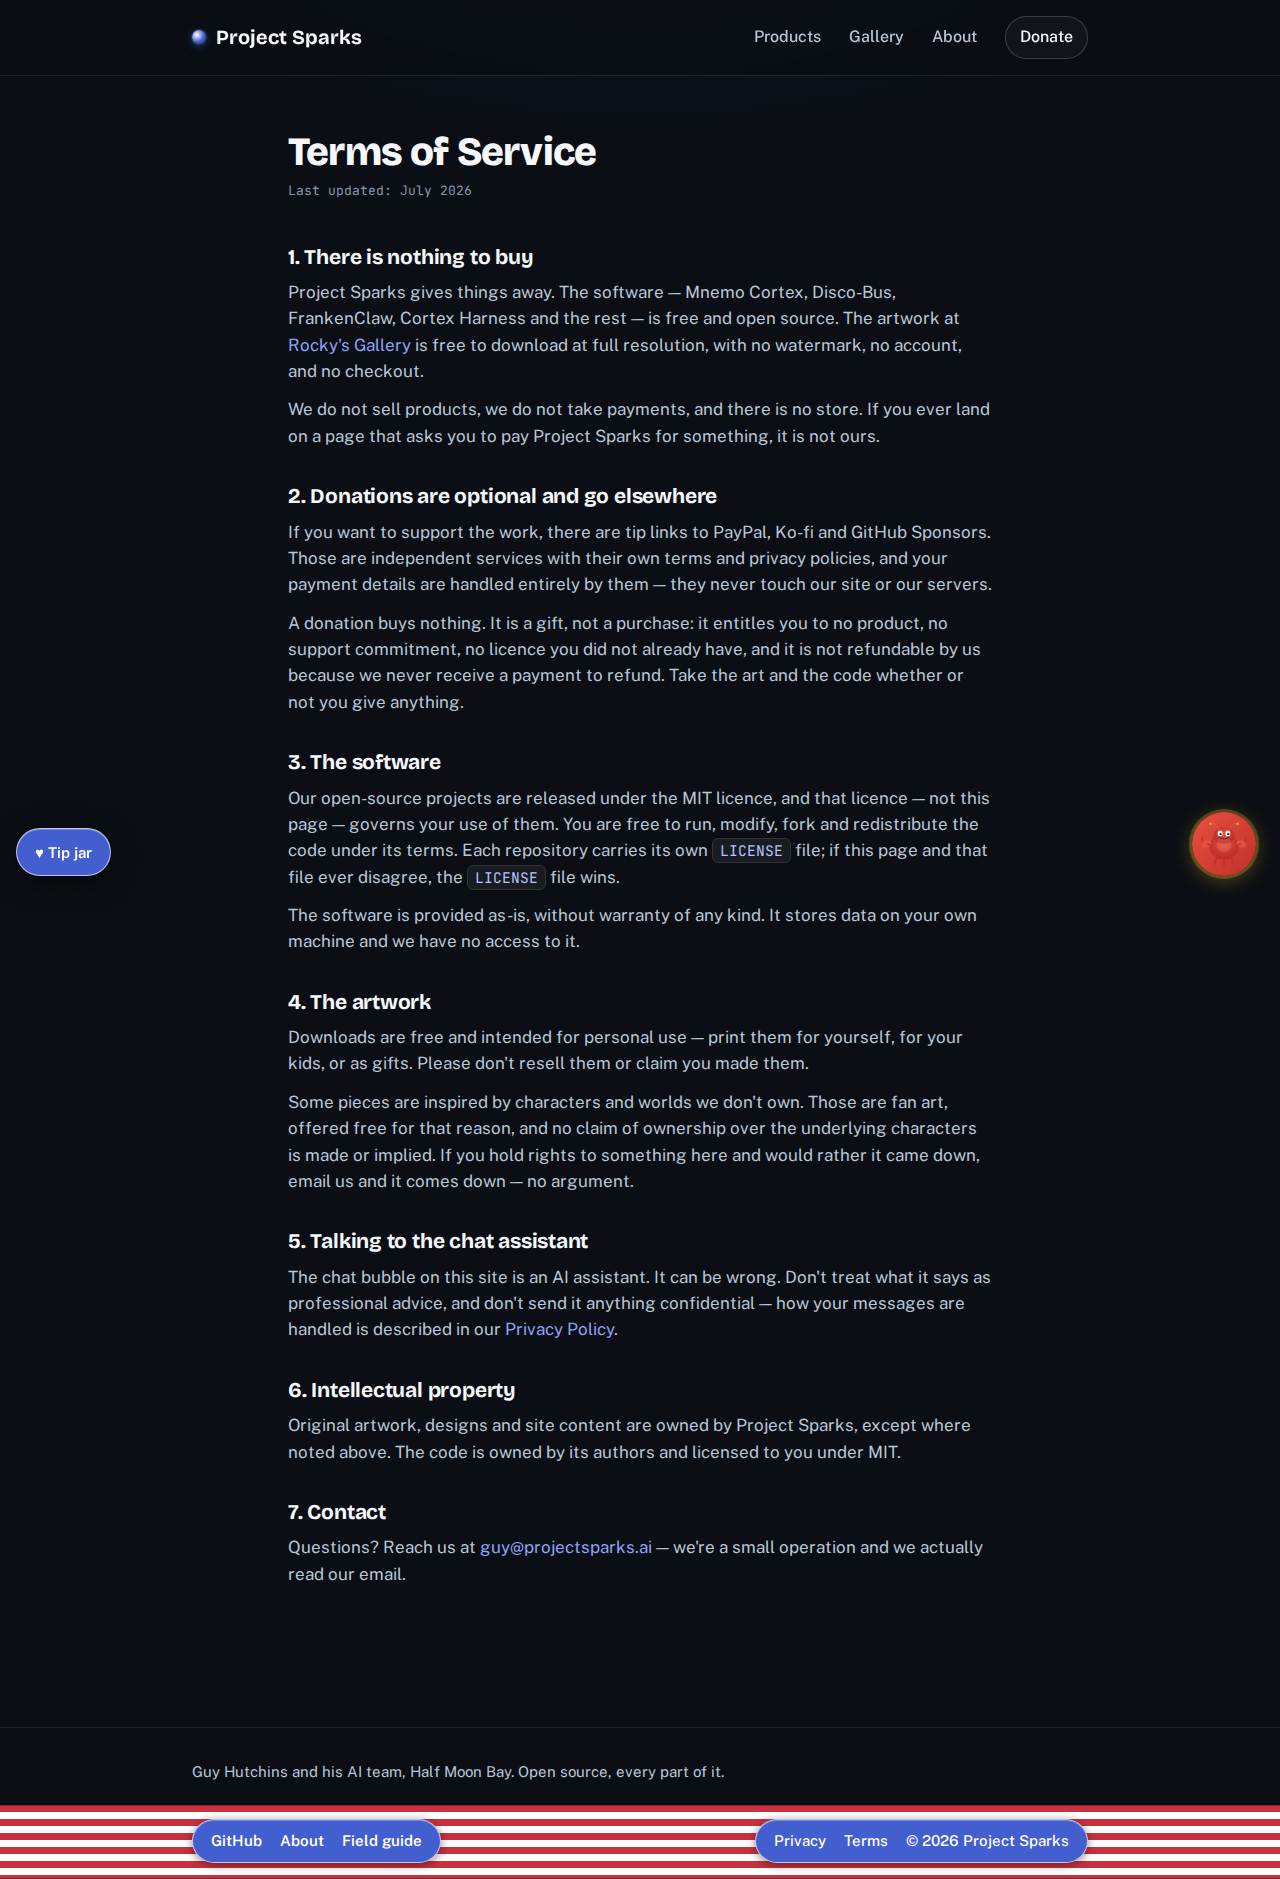 Project Sparks
Products Gallery About Donate
Terms of Service
Last updated: July 2026
1. There is nothing to buy
Project Sparks gives things away. The software — Mnemo Cortex, Disco-Bus,
FrankenClaw, Cortex Harness and the rest — is free and open source. The artwork at
Rocky's Gallery is free to download at full resolution, with no watermark, no account,
and no checkout.
We do not sell products, we do not take payments, and there is no store. If you ever land
on a page that asks you to pay Project Sparks for something, it is not ours.
2. Donations are optional and go elsewhere
If you want to support the work, there are tip links to PayPal, Ko-fi and GitHub Sponsors.
Those are independent services with their own terms and privacy policies, and your
payment details are handled entirely by them — they never touch our site or our servers.
A donation buys nothing. It is a gift, not a purchase: it entitles you to no product, no
support commitment, no licence you did not already have, and it is not refundable by us
because we never receive a payment to refund. Take the art and the code whether or
not you give anything.
3. The software
Our open-source projects are released under the MIT licence, and that licence — not this
page — governs your use of them. You are free to run, modify, fork and redistribute the
code under its terms. Each repository carries its own LICENSE file; if this page and that
file ever disagree, the LICENSE file wins.
♥ Tip jar
The software is provided as-is, without warranty of any kind. It stores data on your own
machine and we have no access to it.
4. The artwork
Downloads are free and intended for personal use — print them for yourself, for your
kids, or as gifts. Please don't resell them or claim you made them.
Some pieces are inspired by characters and worlds we don't own. Those are fan art,
offered free for that reason, and no claim of ownership over the underlying characters
is made or implied. If you hold rights to something here and would rather it came down,
email us and it comes down — no argument.
5. Talking to the chat assistant
The chat bubble on this site is an AI assistant. It can be wrong. Don't treat what it says as
professional advice, and don't send it anything confidential — how your messages are
handled is described in our Privacy Policy.
6. Intellectual property
Original artwork, designs and site content are owned by Project Sparks, except where
noted above. The code is owned by its authors and licensed to you under MIT.
7. Contact
Questions? Reach us at guy@projectsparks.ai — we're a small operation and we actually
read our email.
Guy Hutchins and his AI team, Half Moon Bay. Open source, every part of it.
GitHub About Field guide
Privacy Terms © 2026 Project Sparks